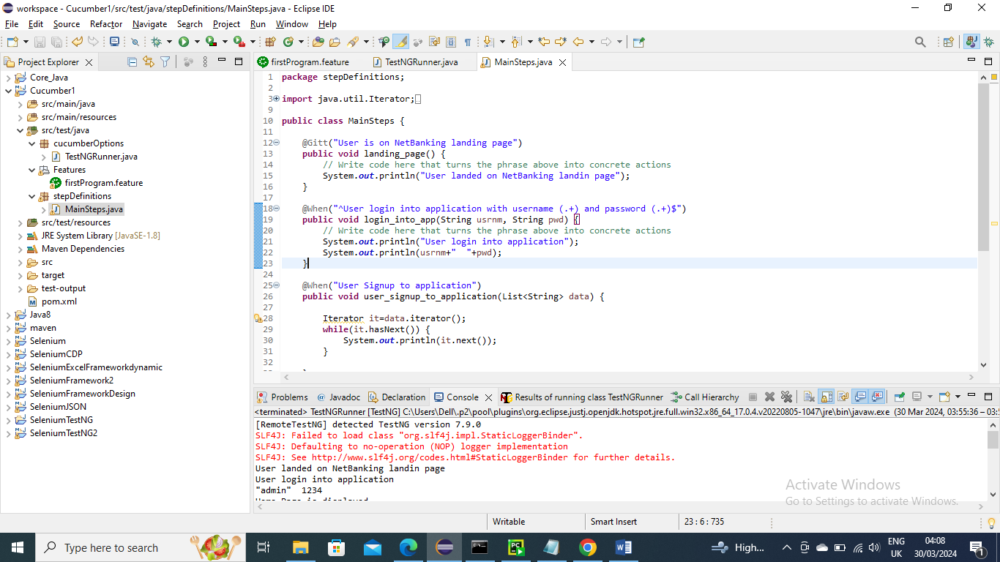 workspace - Cucumber1/src/test/java/stepDefinitions/MainSteps.java - Eclipse IDE
File Edit Source Refactor Navigate Search Project Run Window Help
Project Explorer
Core_Java
Cucumber1
src/main/java
src/main/resources
src/test/java
cucumberOptions
TestNGRunner.java
Features
firstProgram.feature
stepDefinitions
MainSteps.java
src/test/resources
JRE System Library [JavaSE-1.8]
Maven Dependencies
src
target
test-output
pom.xml
Java8
maven
Selenium
SeleniumCDP
SeleniumExcelFrameworkdynamic
SeleniumFramework2
SeleniumFrameworkDesign
SeleniumJSON
SeleniumTestNG
SeleniumTestNG2
firstProgram.feature TestNGRunner.java MainSteps.java
1 package stepDefinitions;
2
3 import java.util.Iterator;
9
10 public class MainSteps {
11
12 @Gitt("User is on NetBanking landing page")
13 public void landing_page() {
14 // Write code here that turns the phrase above into concrete actions
15 System.out.println("User landed on NetBanking landin page");
16 }
17
18 @When("^User login into application with username (.+) and password (.+)$")
19 public void login_into_app(String usrnm, String pwd) {
20 // Write code here that turns the phrase above into concrete actions
21 System.out.println("User login into application");
22 System.out.println(usrnm+"  "+pwd);
23 }
24
25 @When("User Signup to application")
26 public void user_signup_to_application(List<String> data) {
27
28 Iterator it=data.iterator();
29 while(it.hasNext()) {
30 System.out.println(it.next());
31 }
32
Problems @ Javadoc Declaration Console Results of running class TestNGRunner Call Hierarchy
<terminated> TestNGRunner [TestNG] C:\Users\Dell\.p2\pool\plugins\org.eclipse.justj.openjdk.hotspot.jre.full.win32.x86_64_17.0.4.v20220805-1047\jre\bin\javaw.exe (30 Mar 2024, 03:55:36 – 03:5
[RemoteTestNG] detected TestNG version 7.9.0
SLF4J: Failed to load class "org.slf4j.impl.StaticLoggerBinder".
SLF4J: Defaulting to no-operation (NOP) logger implementation
SLF4J: See http://www.slf4j.org/codes.html#StaticLoggerBinder for further details.
User landed on NetBanking landin page
User login into application
"admin"  1234
Home Page is displayed
Activate Windows
Go to Settings to activate Windows.
Writable Smart Insert 23 : 6 : 735
Type here to search
High...
ENG
UK
04:08
30/03/2024
1